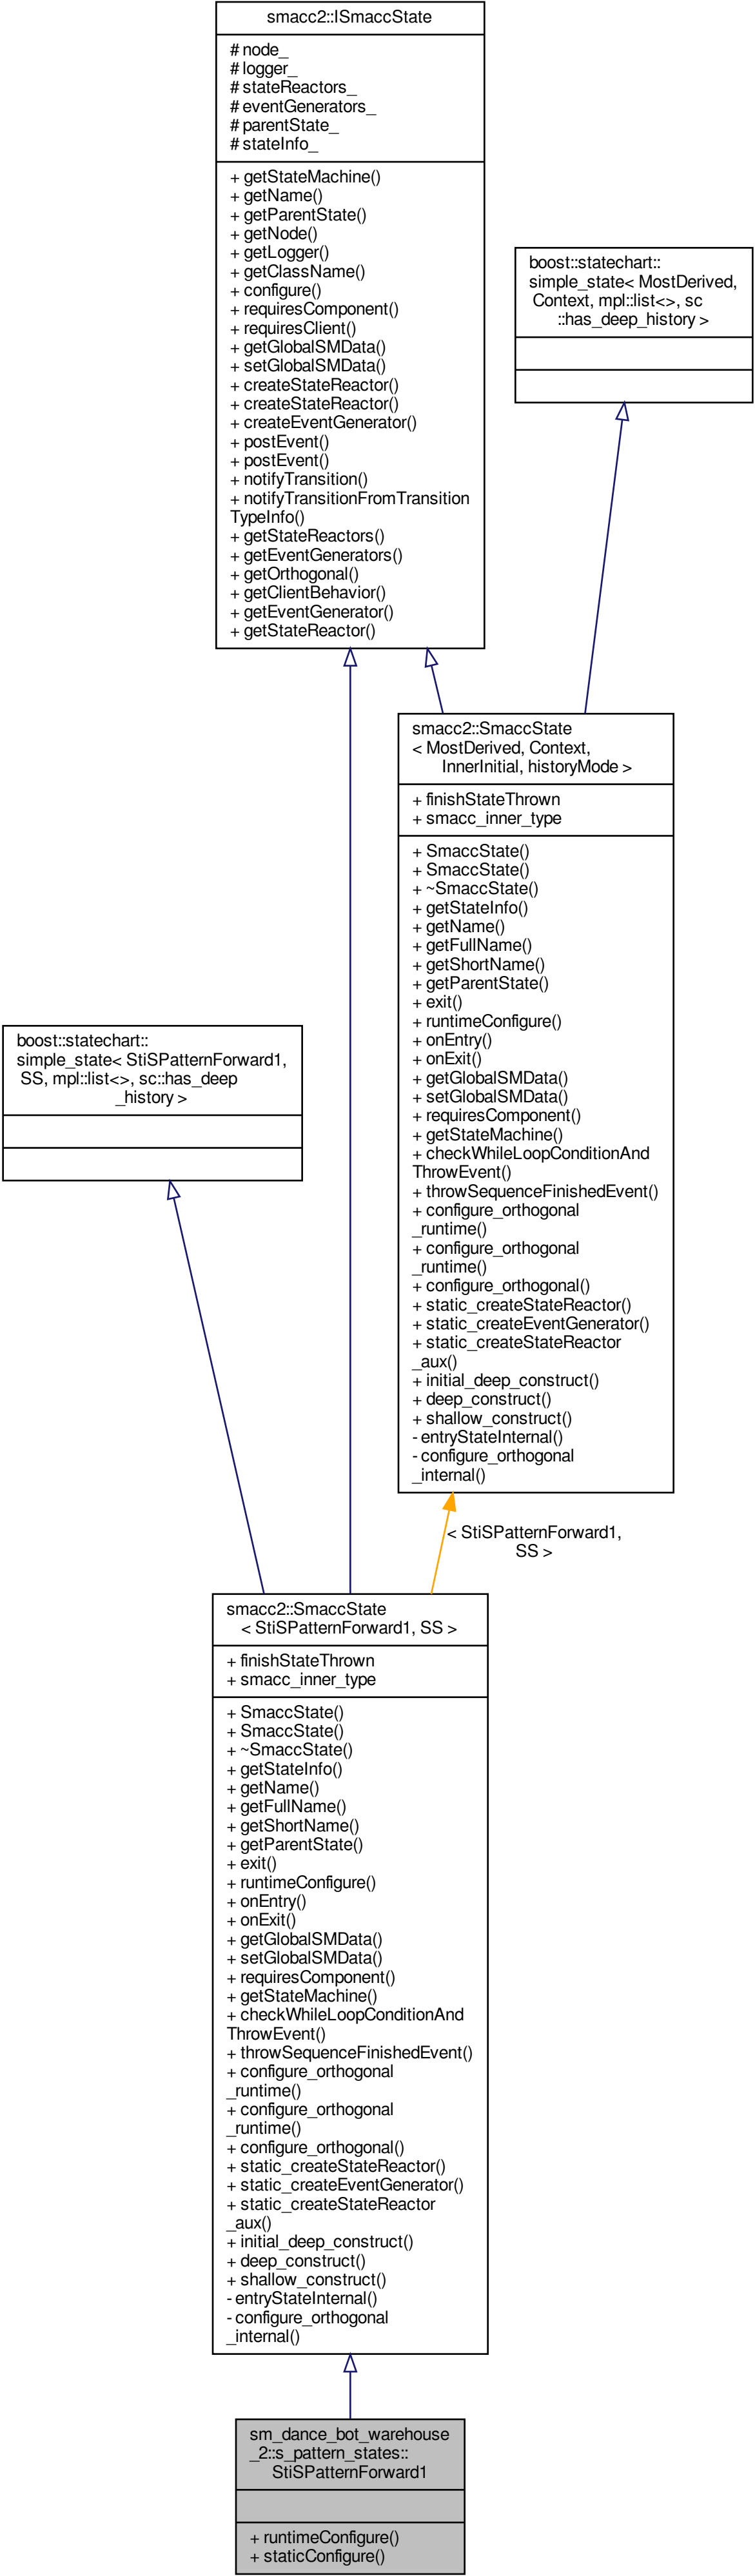 smacc2::ISmaccState
# node_
# logger_
# stateReactors_
# eventGenerators_
# parentState_
# stateInfo_
+ getStateMachine()
+ getName()
+ getParentState()
+ getNode()
+ getLogger()
+ getClassName()
+ configure()
+ requiresComponent()
+ requiresClient()
+ getGlobalSMData()
+ setGlobalSMData()
+ createStateReactor()
+ createStateReactor()
+ createEventGenerator()
+ postEvent()
+ postEvent()
+ notifyTransition()
+ notifyTransitionFromTransition
TypeInfo()
+ getStateReactors()
+ getEventGenerators()
+ getOrthogonal()
+ getClientBehavior()
+ getEventGenerator()
+ getStateReactor()
boost::statechart::
simple_state< MostDerived,
Context, mpl::list<>, sc
::has_deep_history >
smacc2::SmaccState
< MostDerived, Context,
InnerInitial, historyMode >
+ finishStateThrown
+ smacc_inner_type
+ SmaccState()
+ SmaccState()
+ ~SmaccState()
+ getStateInfo()
+ getName()
+ getFullName()
+ getShortName()
+ getParentState()
+ exit()
+ runtimeConfigure()
+ onEntry()
+ onExit()
+ getGlobalSMData()
+ setGlobalSMData()
+ requiresComponent()
+ getStateMachine()
+ checkWhileLoopConditionAnd
ThrowEvent()
+ throwSequenceFinishedEvent()
+ configure_orthogonal
_runtime()
+ configure_orthogonal
_runtime()
+ configure_orthogonal()
+ static_createStateReactor()
+ static_createEventGenerator()
+ static_createStateReactor
_aux()
+ initial_deep_construct()
+ deep_construct()
+ shallow_construct()
- entryStateInternal()
- configure_orthogonal
_internal()
boost::statechart::
simple_state< StiSPatternForward1,
SS, mpl::list<>, sc::has_deep
_history >
< StiSPatternForward1,
SS >
smacc2::SmaccState
< StiSPatternForward1, SS >
+ finishStateThrown
+ smacc_inner_type
+ SmaccState()
+ SmaccState()
+ ~SmaccState()
+ getStateInfo()
+ getName()
+ getFullName()
+ getShortName()
+ getParentState()
+ exit()
+ runtimeConfigure()
+ onEntry()
+ onExit()
+ getGlobalSMData()
+ setGlobalSMData()
+ requiresComponent()
+ getStateMachine()
+ checkWhileLoopConditionAnd
ThrowEvent()
+ throwSequenceFinishedEvent()
+ configure_orthogonal
_runtime()
+ configure_orthogonal
_runtime()
+ configure_orthogonal()
+ static_createStateReactor()
+ static_createEventGenerator()
+ static_createStateReactor
_aux()
+ initial_deep_construct()
+ deep_construct()
+ shallow_construct()
- entryStateInternal()
- configure_orthogonal
_internal()
sm_dance_bot_warehouse
_2::s_pattern_states::
StiSPatternForward1
+ runtimeConfigure()
+ staticConfigure()